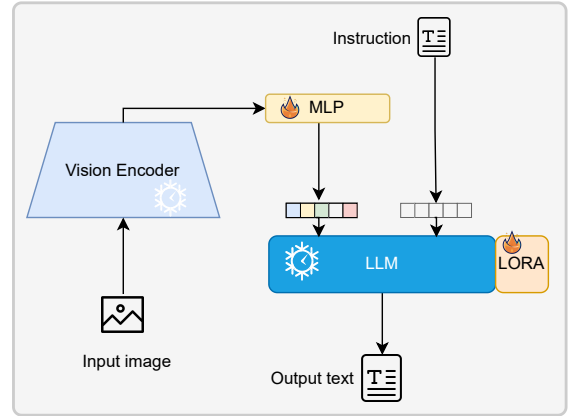 Instruction
MLP
Vision Encoder
LLM
LORA
Input image
Output text